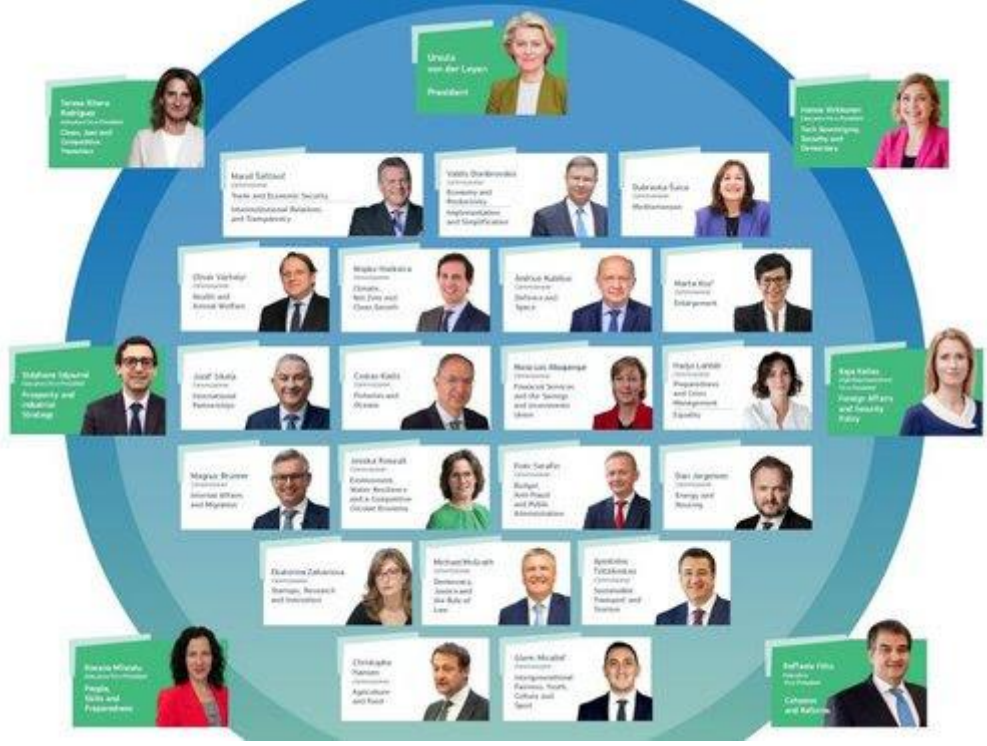 Ursula
von der Leyen
President
Teresa Ribera
Rodríguez
Executive Vice-President
Clean, Just and
Competitive
Transition
Henna Virkkunen
Executive Vice-President
Tech Sovereignty,
Security and
Democracy
Maroš Šefčovič
Commissioner
Trade and Economic Security
Interinstitutional Relations
and Transparency
Valdis Dombrovskis
Commissioner
Economy and
Productivity
Implementation
and Simplification
Dubravka Šuica
Commissioner
Mediterranean
Olivér Várhelyi
Commissioner
Health and
Animal Welfare
Wopke Hoekstra
Commissioner
Climate,
Net Zero and
Clean Growth
Andrius Kubilius
Commissioner
Defence and
Space
Marta Kos
Commissioner
Enlargement
Stéphane Séjourné
Executive Vice-President
Prosperity and
Industrial
Strategy
Jozef Síkela
Commissioner
International
Partnerships
Costas Kadis
Commissioner
Fisheries and
Oceans
Maria Luís Albuquerque
Commissioner
Financial Services
and the Savings
and Investments
Union
Hadja Lahbib
Commissioner
Preparedness
and Crisis
Management
Equality
Kaja Kallas
High Representative
Vice-President
Foreign Affairs
and Security
Policy
Magnus Brunner
Commissioner
Internal Affairs
and Migration
Jessika Roswall
Commissioner
Environment,
Water Resilience
and a Competitive
Circular Economy
Piotr Serafin
Commissioner
Budget,
Anti-Fraud
and Public
Administration
Dan Jørgensen
Commissioner
Energy and
Housing
Ekaterina Zaharieva
Commissioner
Startups, Research
and Innovation
Michael McGrath
Commissioner
Democracy,
Justice and
the Rule of
Law
Apostolos
Tzitzikostas
Commissioner
Sustainable
Transport and
Tourism
Roxana Mînzatu
Executive Vice-President
People,
Skills and
Preparedness
Christophe
Hansen
Commissioner
Agriculture
and Food
Glenn Micallef
Commissioner
Intergenerational
Fairness, Youth,
Culture and
Sport
Raffaele Fitto
Executive
Vice-President
Cohesion
and Reforms